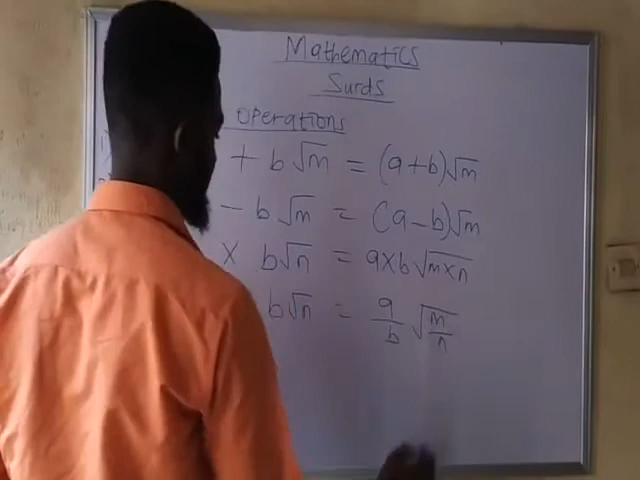 Mathematics
Surds
Operations
+ b√m = (a+b)√m
- b√m = (a-b)√m
× b√n = a×b√m×n
b√n = a/b √m/n